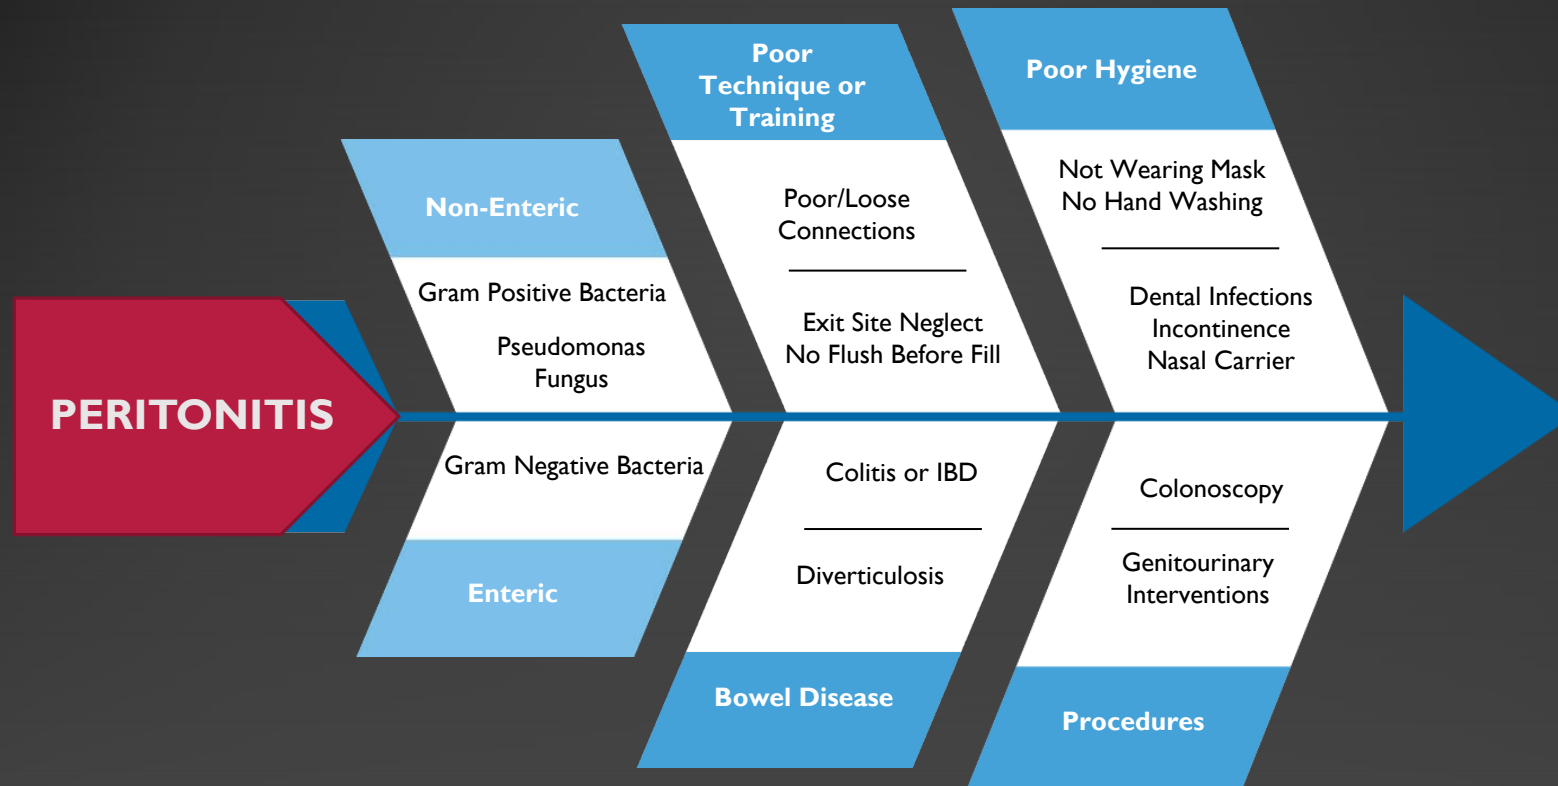 PERITONITIS
Non-Enteric
Gram Positive Bacteria
Pseudomonas
Fungus
Poor
Technique or
Training
Poor/Loose
Connections
Exit Site Neglect
No Flush Before Fill
Poor Hygiene
Not Wearing Mask
No Hand Washing
Dental Infections
Incontinence
Nasal Carrier
Gram Negative Bacteria
Enteric
Colitis or IBD
Diverticulosis
Bowel Disease
Colonoscopy
Genitourinary
Interventions
Procedures